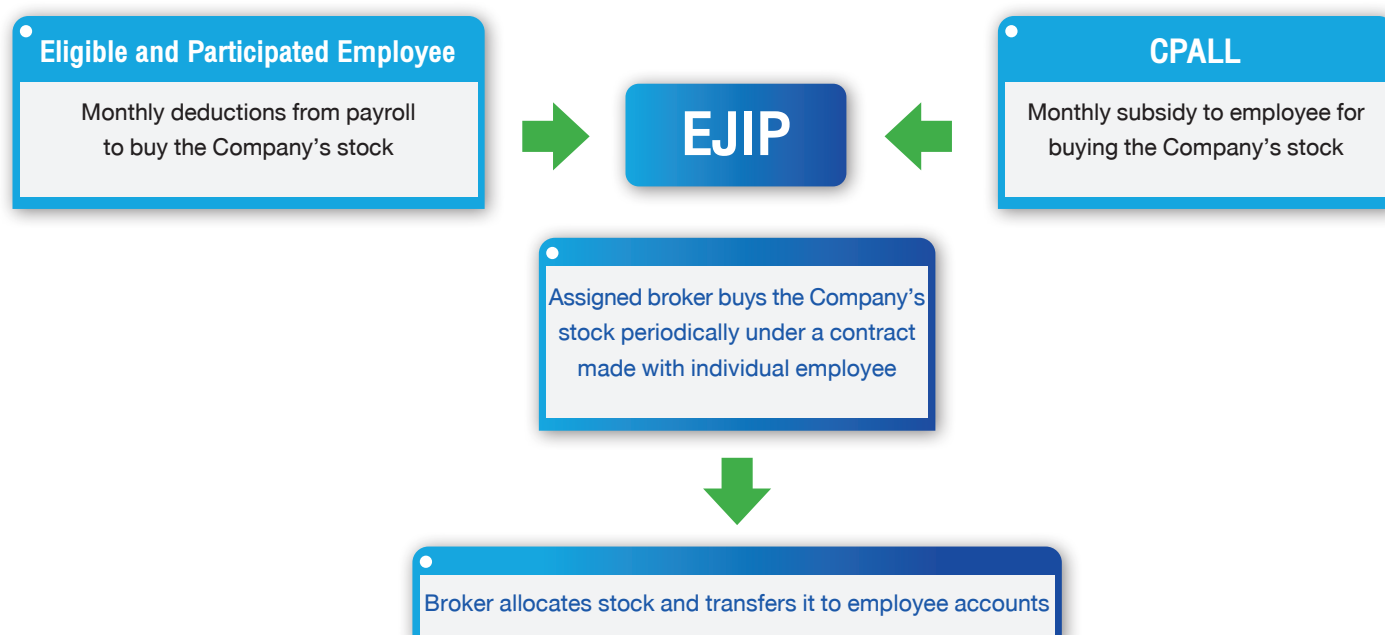 Eligible and Participated Employee
Monthly deductions from payroll
to buy the Company’s stock
EJIP
CPALL
Monthly subsidy to employee for
buying the Company’s stock
Assigned broker buys the Company’s
stock periodically under a contract
made with individual employee
Broker allocates stock and transfers it to employee accounts